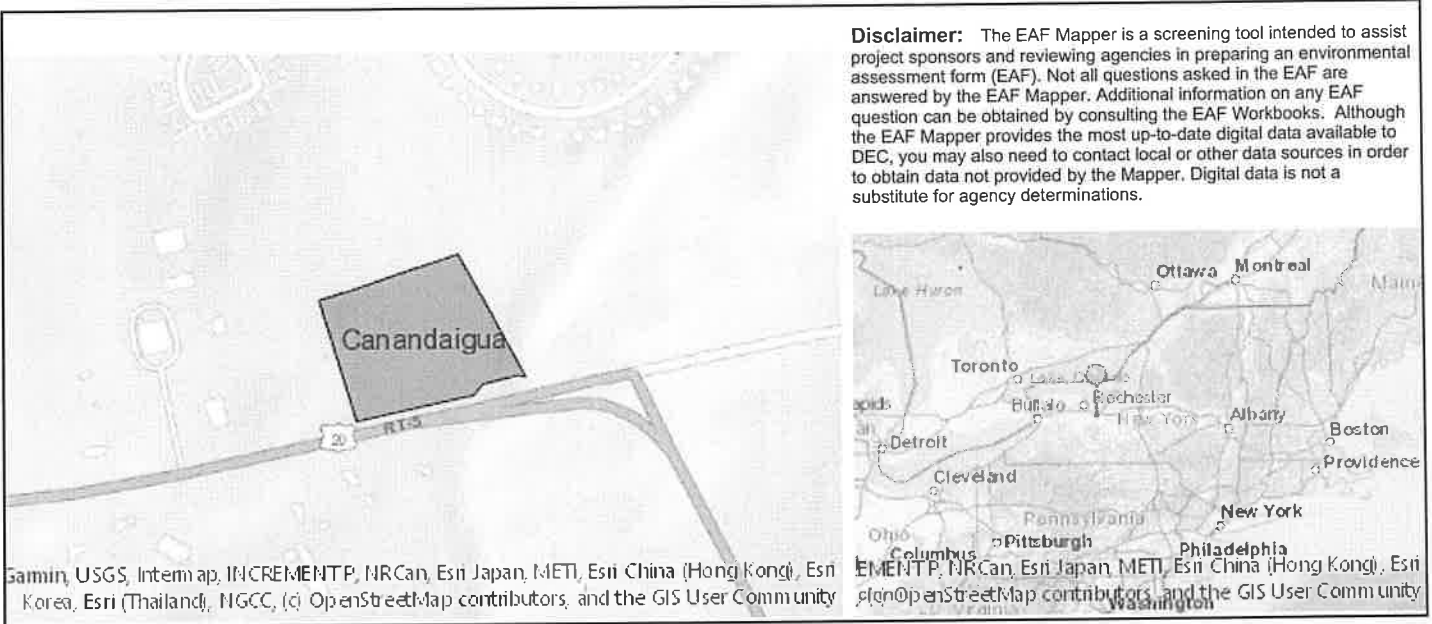 Disclaimer: The EAF Mapper is a screening tool intended to assist
project sponsors and reviewing agencies in preparing an environmental
assessment form (EAF). Not all questions asked in the EAF are
answered by the EAF Mapper. Additional information on any EAF
question can be obtained by consulting the EAF Workbooks. Although
the EAF Mapper provides the most up-to-date digital data available to
DEC, you may also need to contact local or other data sources in order
to obtain data not provided by the Mapper. Digital data is not a
substitute for agency determinations.
Canandaigua
20
RT-5
Garmin, USGS, Intermap, INCREMENT P, NRCan, Esri Japan, METI, Esri China (Hong Kong), Esri
Korea, Esri (Thailand), NGCC, (c) OpenStreetMap contributors, and the GIS User Community
Ottawa
Montreal
Lake Huron
Toronto
Rochester
Buffalo
New York
Albany
apids
Detroit
Boston
Providence
Cleveland
Pennsylvania
New York
Ohio
Pittsburgh
Columbus
Philadelphia
EMENT P, NRCan, Esri Japan, METI, Esri China (Hong Kong), Esri
OpenStreetMap contributors, and the GIS User Community
Washington